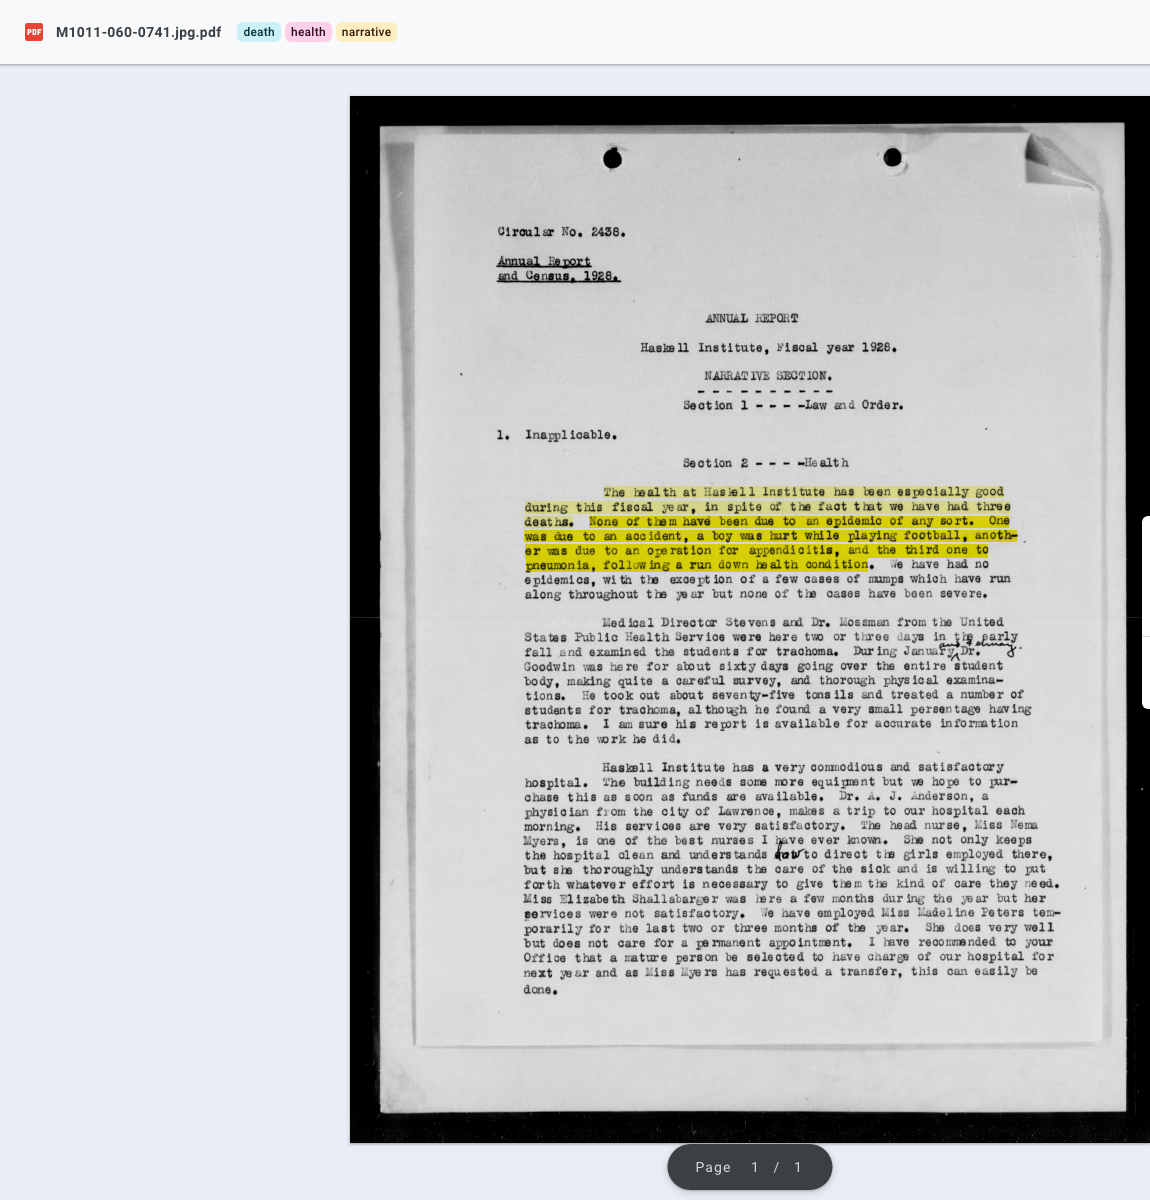 PDF M1011-060-0741.jpg.pdf death health narrative
Circular No. 2438.
Annual Report
and Census, 1928.
ANNUAL REPORT
Haskell Institute, Fiscal year 1928.
NARRATIVE SECTION.
- - - - - - - - - -
Section 1 - - - -Law and Order.
1. Inapplicable.
Section 2 - - - -Health
The health at Haskell Institute has been especially good
during this fiscal year, in spite of the fact that we have had three
deaths. None of them have been due to an epidemic of any sort. One
was due to an accident, a boy was hurt while playing football, anoth-
er was due to an operation for appendicitis, and the third one to
pneumonia, following a run down health condition. We have had no
epidemics, with the exception of a few cases of mumps which have run
along throughout the year but none of the cases have been severe.
Medical Director Stevens and Dr. Mossman from the United
States Public Health Service were here two or three days in the early
and February
fall and examined the students for trachoma. During January, Dr.
Goodwin was here for about sixty days going over the entire student
body, making quite a careful survey, and thorough physical examina-
tions. He took out about seventy-five tonsils and treated a number of
students for trachoma, although he found a very small persentage having
trachoma. I am sure his report is available for accurate information
as to the work he did.
Haskell Institute has a very commodious and satisfactory
hospital. The building needs some more equipment but we hope to pur-
chase this as soon as funds are available. Dr. A. J. Anderson, a
physician from the city of Lawrence, makes a trip to our hospital each
morning. His services are very satisfactory. The head nurse, Miss Nema
Myers, is one of the best nurses I have ever known. She not only keeps
the hospital clean and understands how to direct the girls employed there,
but she thoroughly understands the care of the sick and is willing to put
forth whatever effort is necessary to give them the kind of care they need.
Miss Elizabeth Shallabarger was here a few months during the year but her
services were not satisfactory. We have employed Miss Madeline Peters tem-
porarily for the last two or three months of the year. She does very well
but does not care for a permanent appointment. I have recommended to your
Office that a mature person be selected to have charge of our hospital for
next year and as Miss Myers has requested a transfer, this can easily be
done.
Page 1 / 1